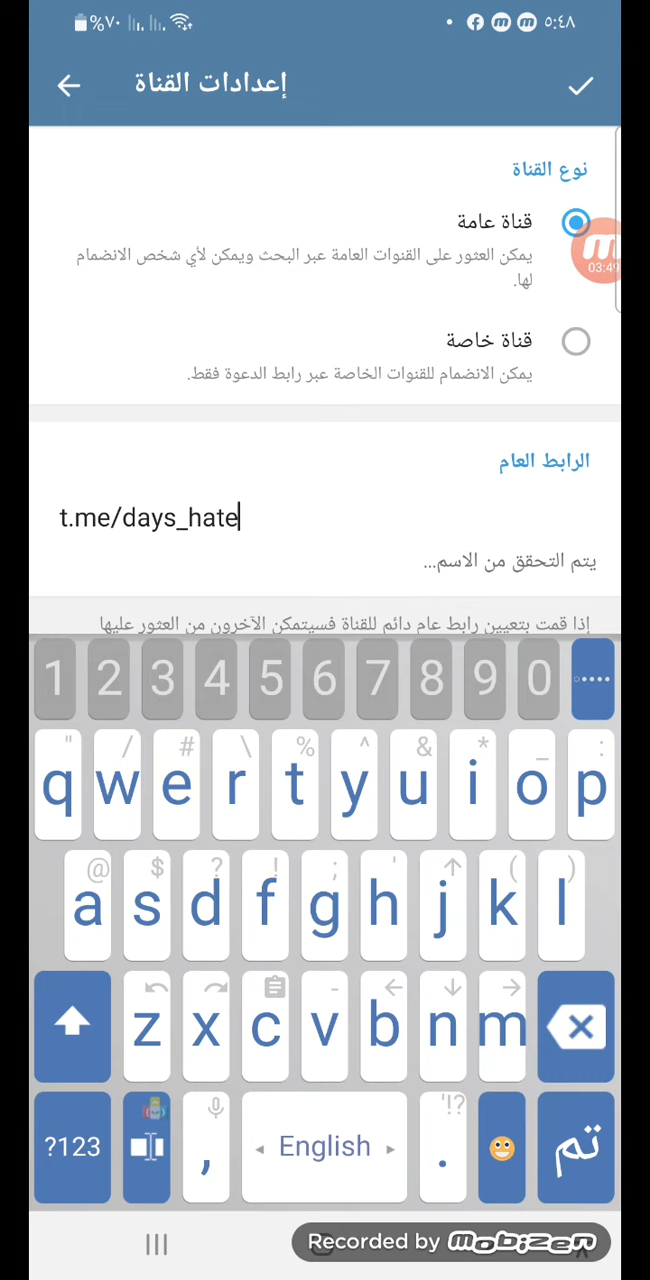 %٧٠ ٥:٤٨
إعدادات القناة
نوع القناة
قناة عامة
يمكن العثور على القنوات العامة عبر البحث ويمكن لأي شخص الانضمام
لها.
03:49
قناة خاصة
يمكن الانضمام للقنوات الخاصة عبر رابط الدعوة فقط.
الرابط العام
t.me/days_hate
يتم التحقق من الاسم...
إذا قمت بتعيين رابط عام دائم للقناة فسيتمكن الآخرون من العثور عليها
1 2 3 4 5 6 7 8 9 0
" / # \ % ^ & * _ :
q w e r t y u i o p
@ $ ? ! ; ' ↑ ( )
a s d f g h j k l
- ← ↓ →
z x c v b n m
'!?
?123 , English . تم
Recorded by mobizen